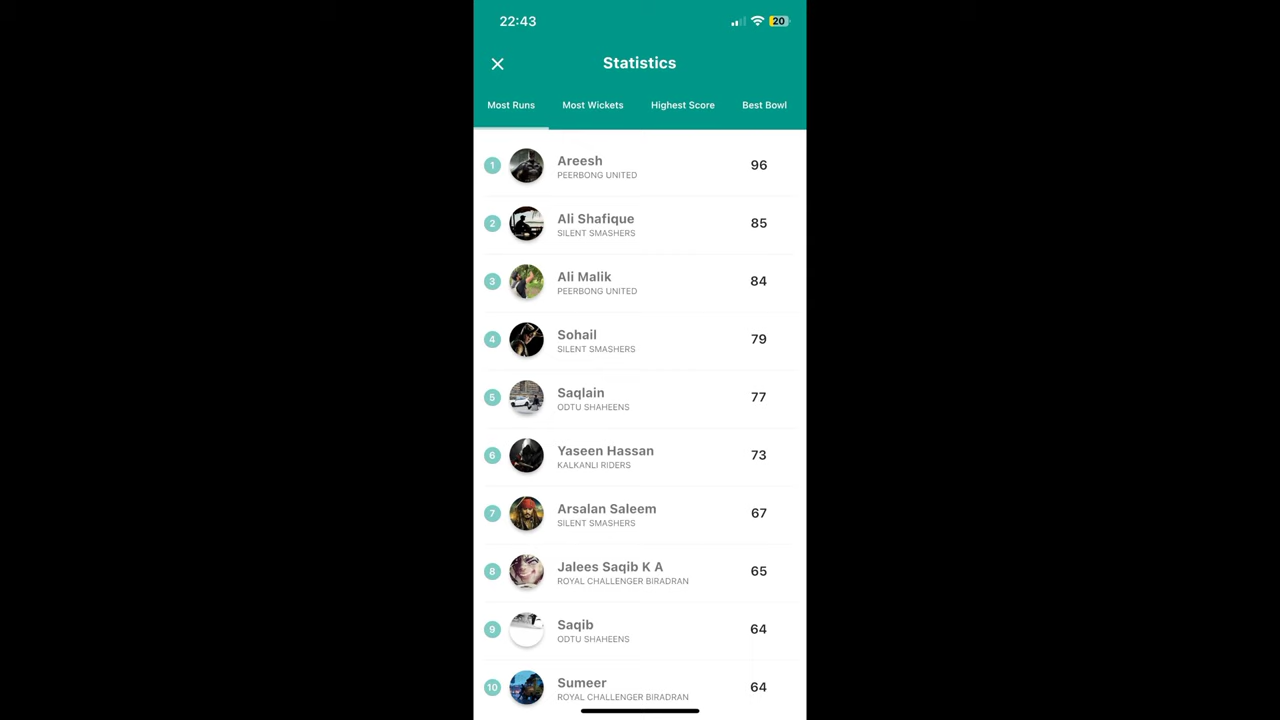 22:43
20
Statistics
Most Runs
Most Wickets
Highest Score
Best Bowl
1
Areesh
96
PEERBONG UNITED
2
Ali Shafique
85
SILENT SMASHERS
3
Ali Malik
84
PEERBONG UNITED
4
Sohail
79
SILENT SMASHERS
5
Saqlain
77
ODTU SHAHEENS
6
Yaseen Hassan
73
KALKANLI RIDERS
7
Arsalan Saleem
67
SILENT SMASHERS
8
Jalees Saqib K A
65
ROYAL CHALLENGER BIRADRAN
9
Saqib
64
ODTU SHAHEENS
10
Sumeer
64
ROYAL CHALLENGER BIRADRAN